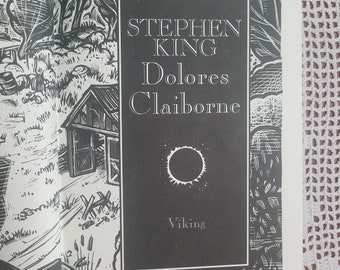 STEPHEN
KING
Dolores
Claiborne
Viking